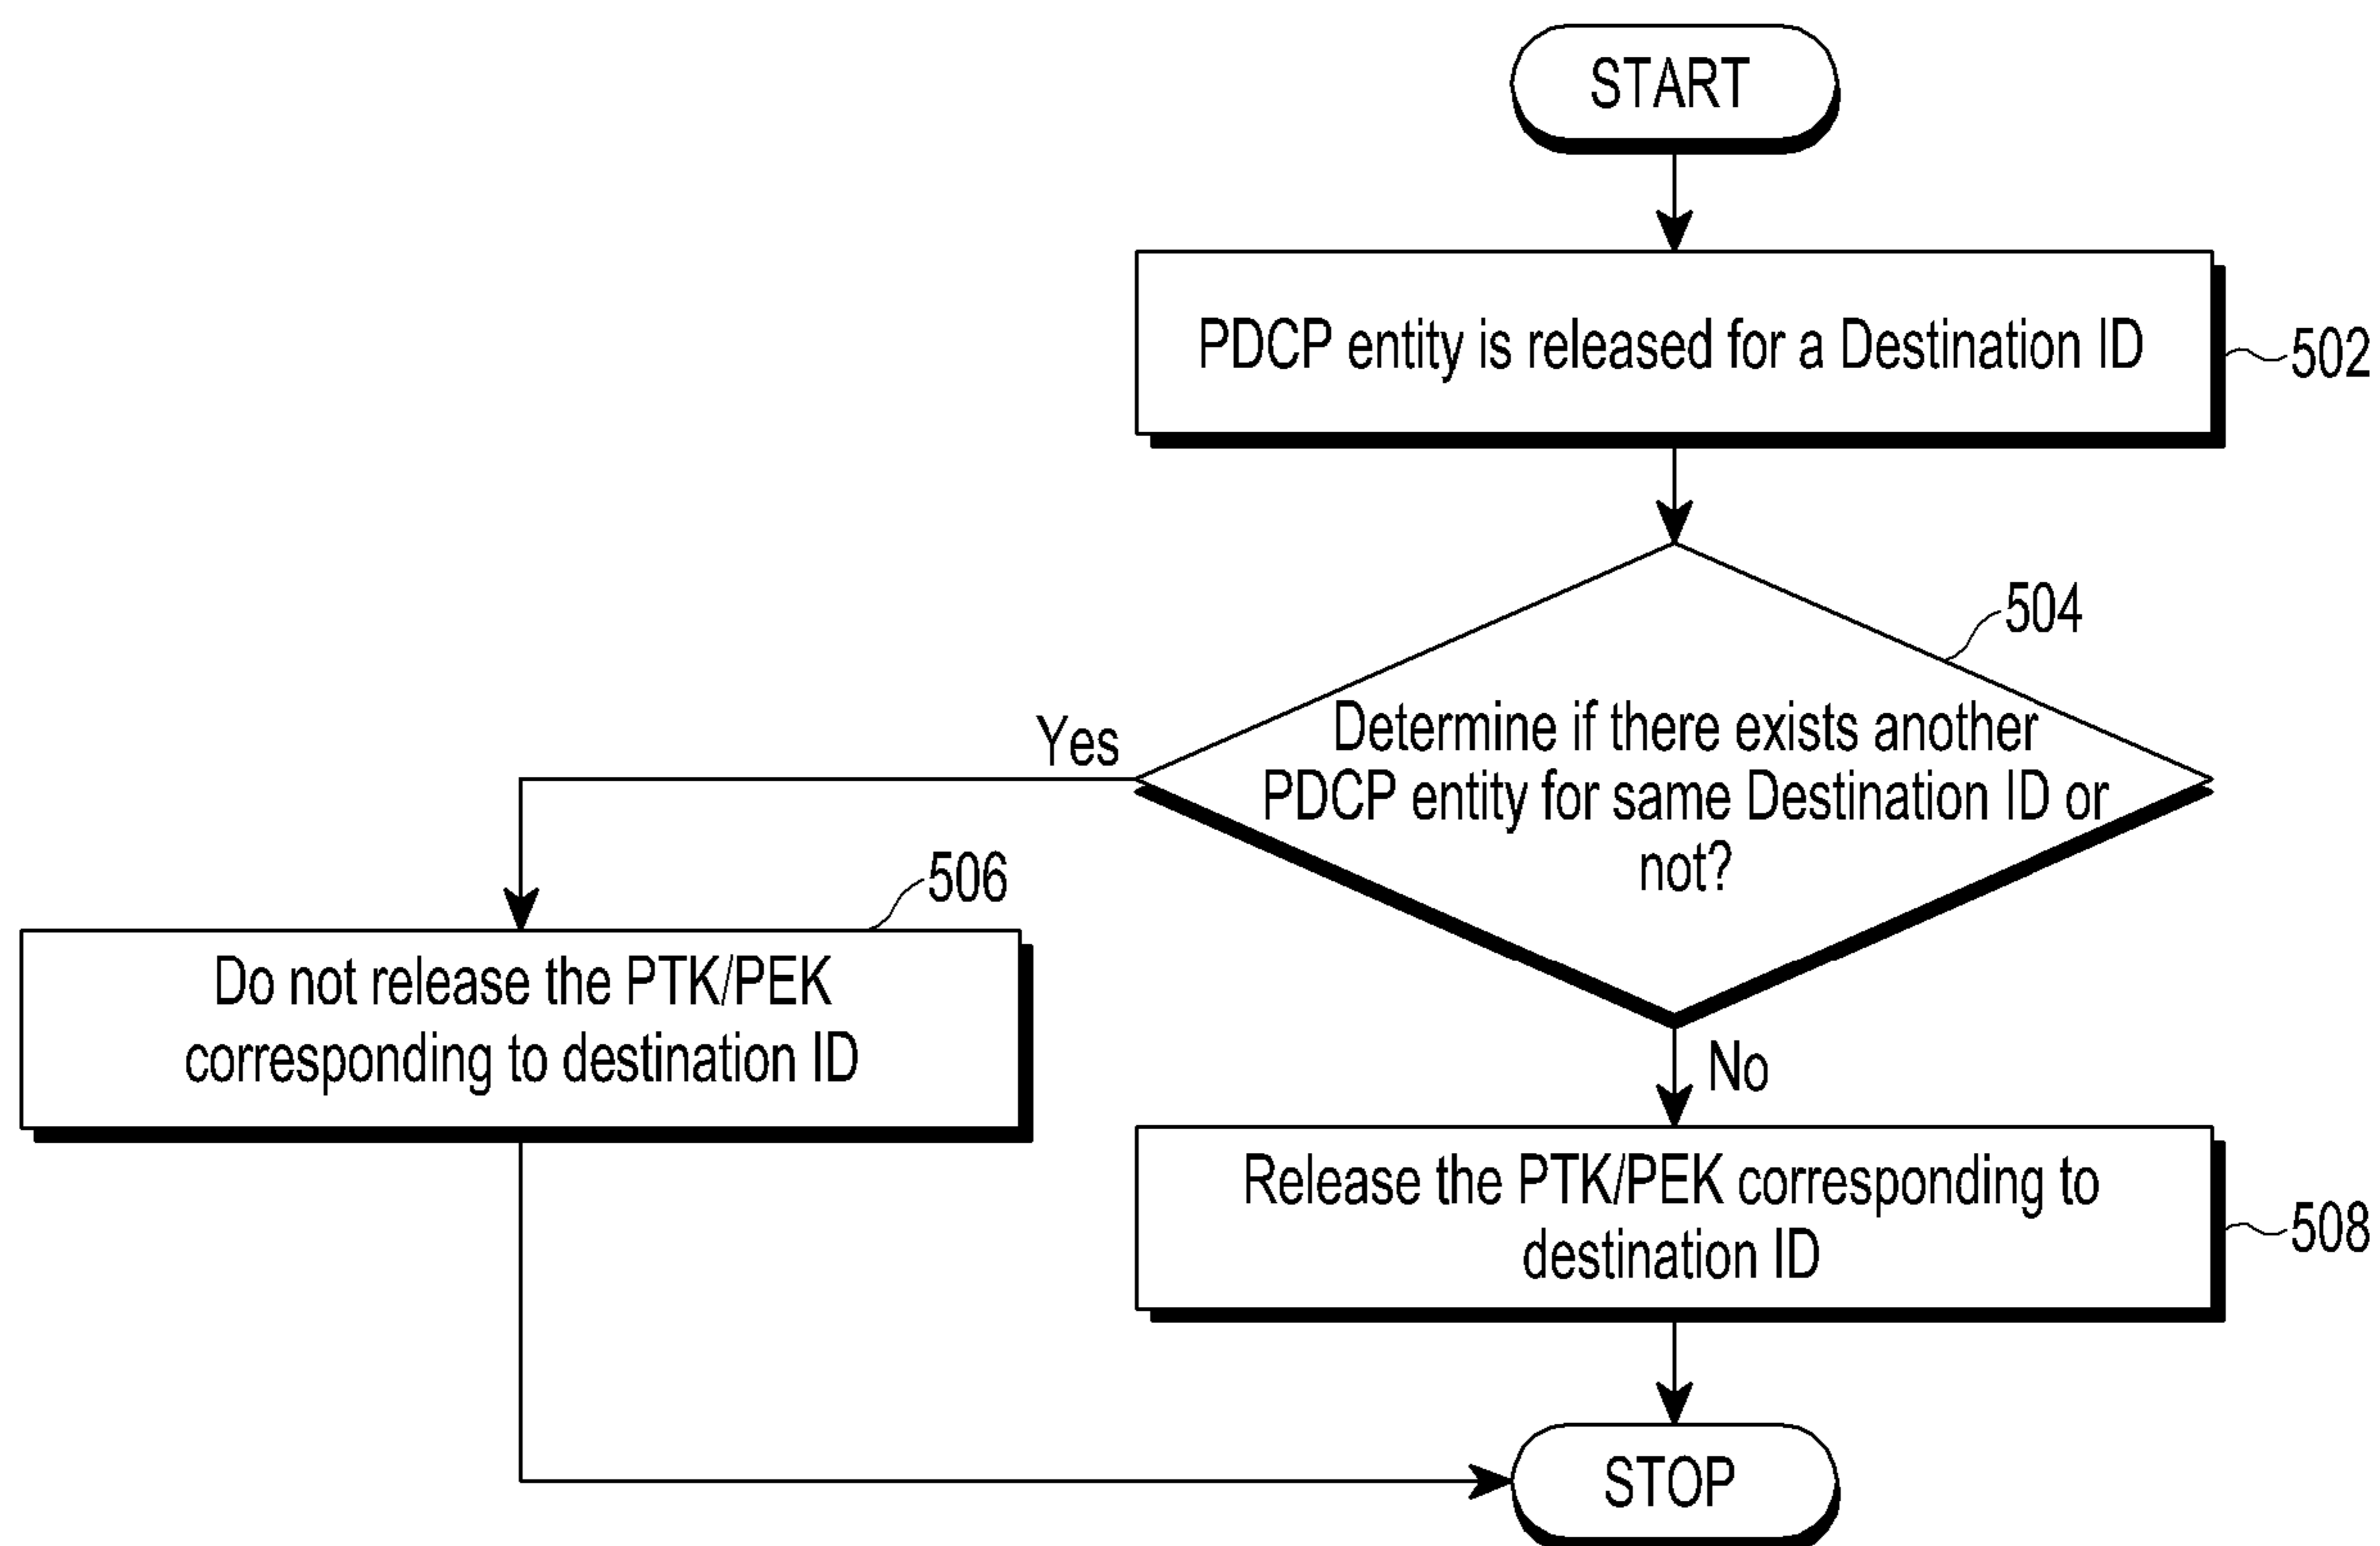 START
PDCP entity is released for a Destination ID
502
504
Determine if there exists another
PDCP entity for same Destination ID or
not?
Yes
506
Do not release the PTK/PEK
corresponding to destination ID
No
Release the PTK/PEK corresponding to
destination ID
508
STOP